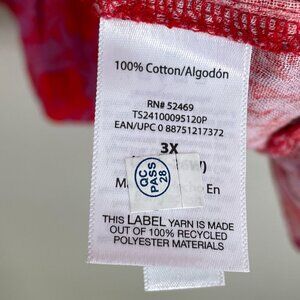 100% Cotton/Algodón
RN# 52469
TS24100095120P
EAN/UPC 0 88751217372
3X
QC
PASS
28
En
THIS LABEL YARN IS MADE
OUT OF 100% RECYCLED
POLYESTER MATERIALS